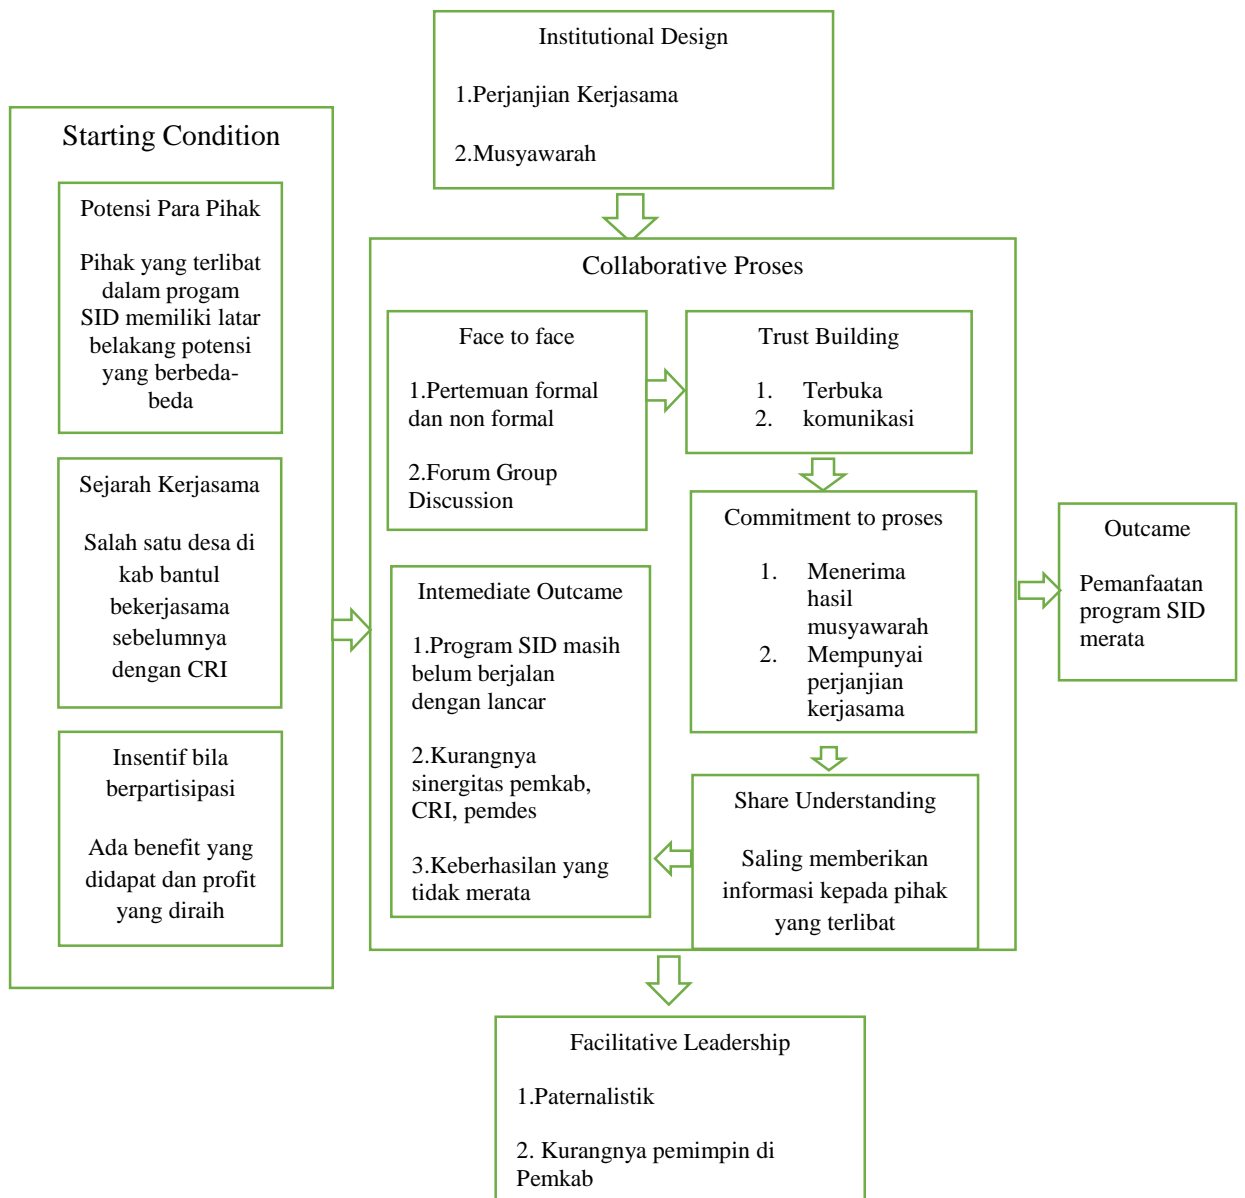 Institutional Design
1.Perjanjian Kerjasama
2.Musyawarah
Starting Condition
Potensi Para Pihak
Pihak yang terlibat
dalam progam
SID memiliki latar
belakang potensi
yang berbeda-
beda
Sejarah Kerjasama
Salah satu desa di
kab bantul
bekerjasama
sebelumnya
dengan CRI
Insentif bila
berpartisipasi
Ada benefit yang
didapat dan profit
yang diraih
Collaborative Proses
Face to face
1.Pertemuan formal
dan non formal
2.Forum Group
Discussion
Trust Building
1. Terbuka
2. komunikasi
Commitment to proses
1. Menerima
hasil
musyawarah
2. Mempunyai
perjanjian
kerjasama
Share Understanding
Saling memberikan
informasi kepada pihak
yang terlibat
Intemediate Outcome
1.Program SID masih
belum berjalan
dengan lancar
2.Kurangnya
sinergitas pemkab,
CRI, pemdes
3.Keberhasilan yang
tidak merata
Outcame
Pemanfaatan
program SID
merata
Facilitative Leadership
1.Paternalistik
2. Kurangnya pemimpin di
Pemkab